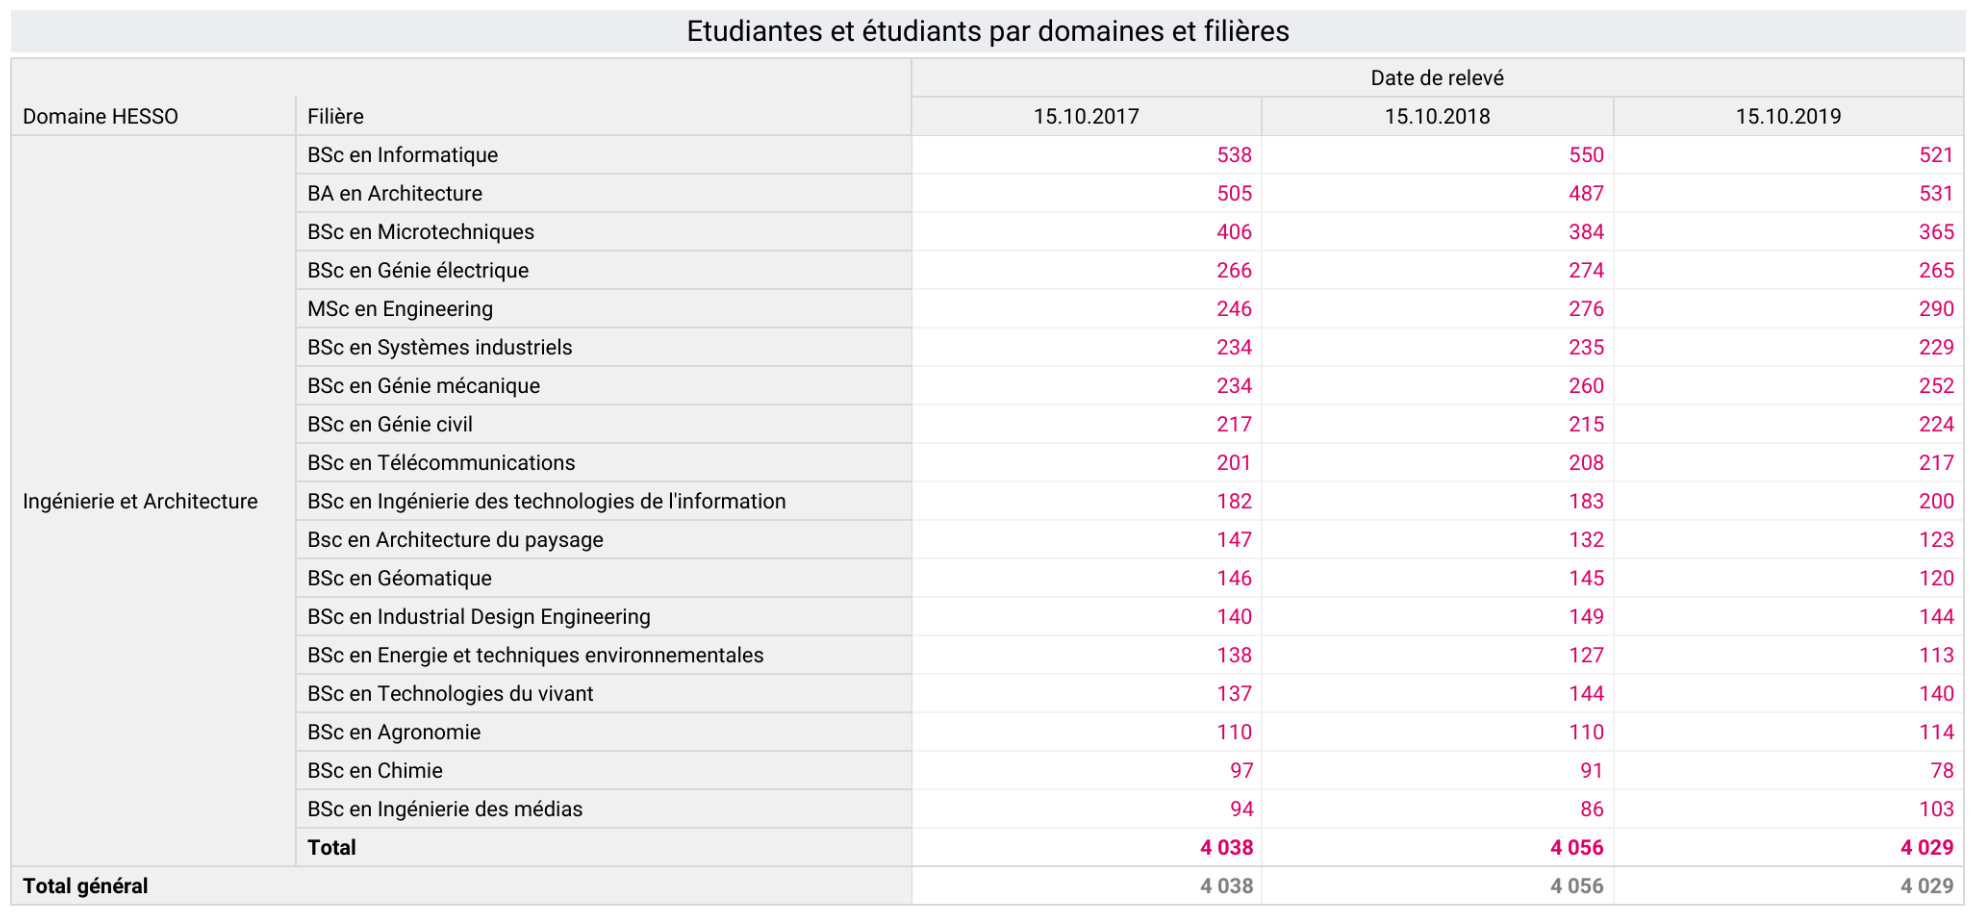 Etudiantes et étudiants par domaines et filières
Date de relevé
Domaine HESSO Filière 15.10.2017 15.10.2018 15.10.2019
BSc en Informatique 538 550 521
BA en Architecture 505 487 531
BSc en Microtechniques 406 384 365
BSc en Génie électrique 266 274 265
MSc en Engineering 246 276 290
BSc en Systèmes industriels 234 235 229
BSc en Génie mécanique 234 260 252
BSc en Génie civil 217 215 224
BSc en Télécommunications 201 208 217
Ingénierie et Architecture BSc en Ingénierie des technologies de l'information 182 183 200
Bsc en Architecture du paysage 147 132 123
BSc en Géomatique 146 145 120
BSc en Industrial Design Engineering 140 149 144
BSc en Energie et techniques environnementales 138 127 113
BSc en Technologies du vivant 137 144 140
BSc en Agronomie 110 110 114
BSc en Chimie 97 91 78
BSc en Ingénierie des médias 94 86 103
Total 4 038 4 056 4 029
Total général 4 038 4 056 4 029